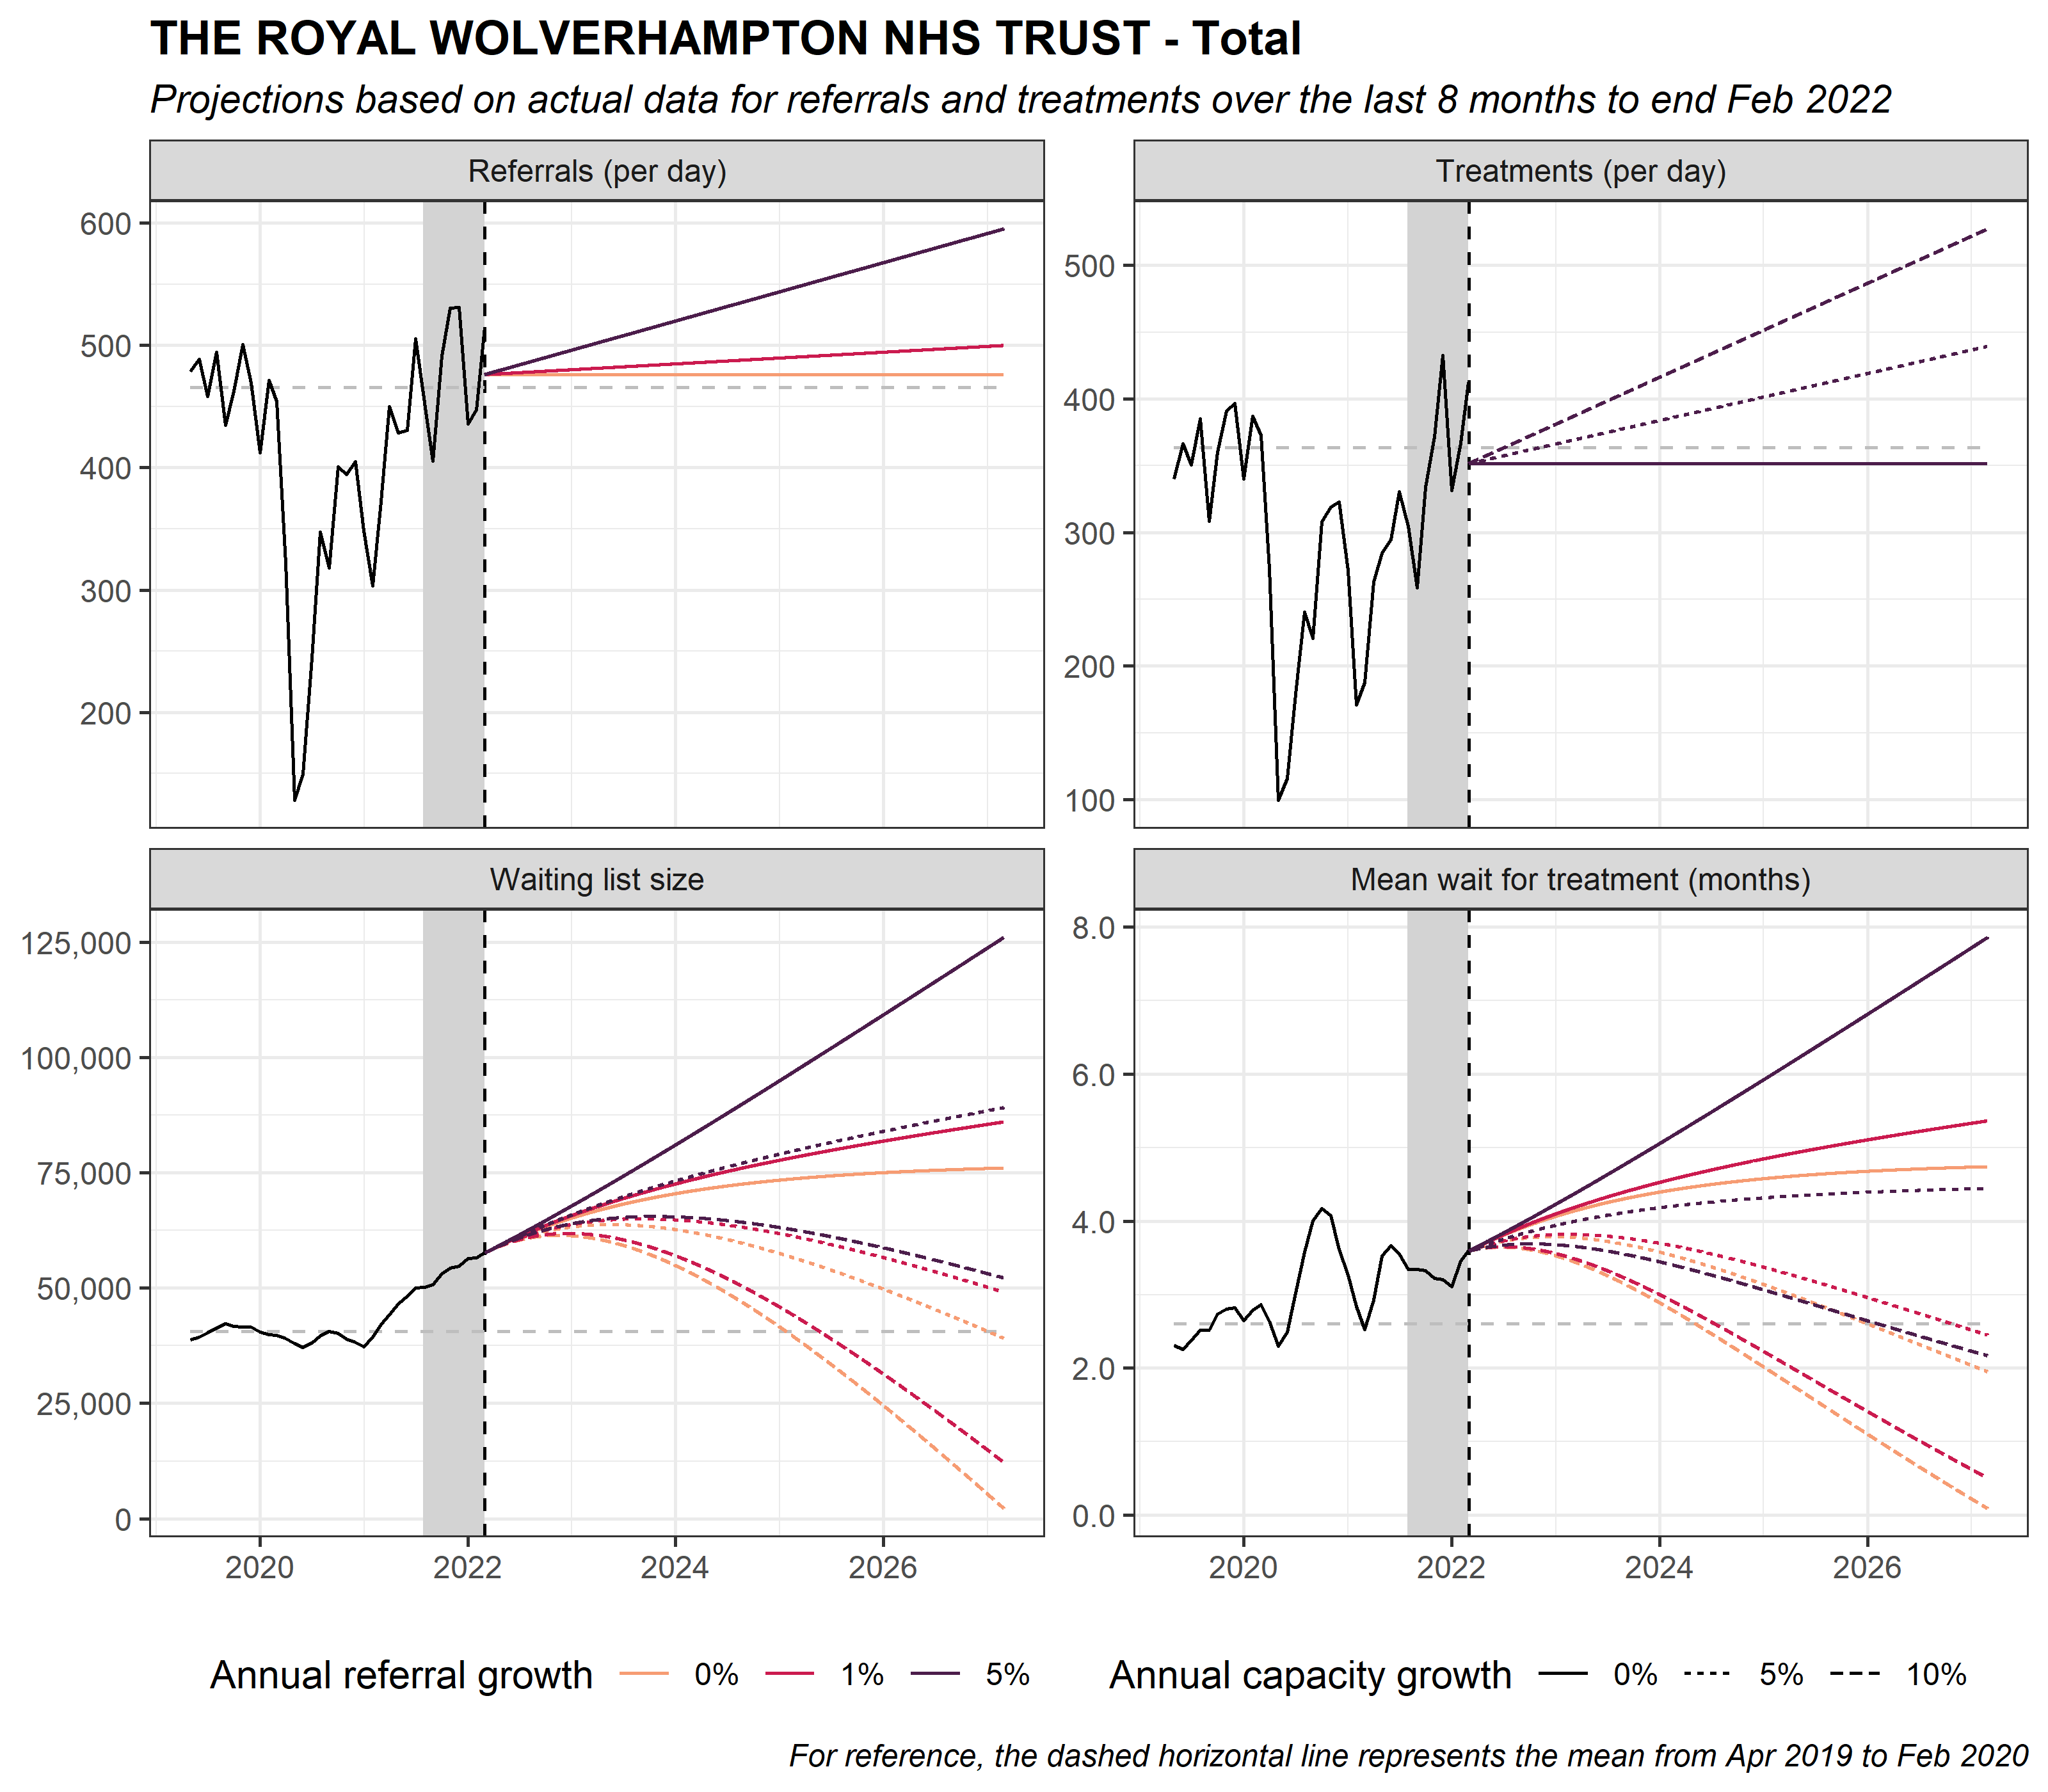 THE ROYAL WOLVERHAMPTON NHS TRUST - Total
Projections based on actual data for referrals and treatments over the last 8 months to end Feb 2022
Referrals (per day)
600
500
400
300
200
Treatments (per day)
500
400
300
200
100
Waiting list size
125,000
100,000
75,000
50,000
25,000
0
2020 2022 2024 2026
Mean wait for treatment (months)
8.0
6.0
4.0
2.0
0.0
2020 2022 2024 2026
Annual referral growth 0% 1% 5%
Annual capacity growth 0% 5% 10%
For reference, the dashed horizontal line represents the mean from Apr 2019 to Feb 2020